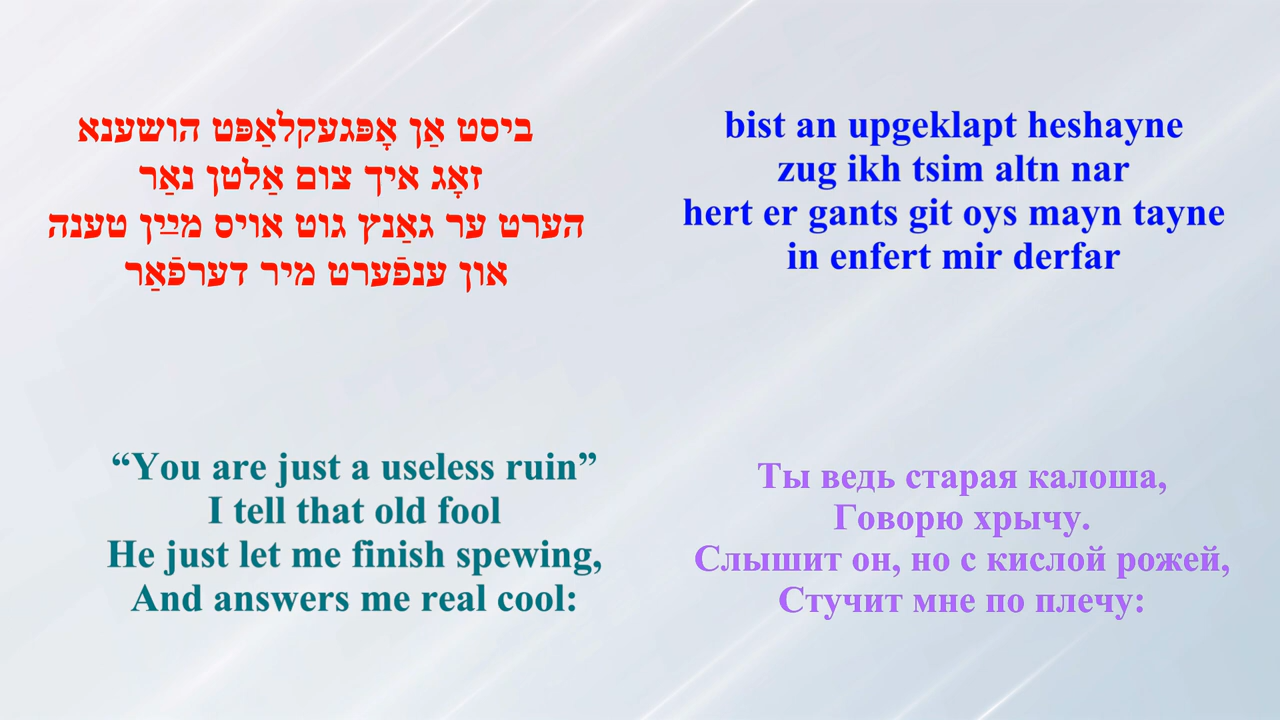 ביסט אַן אָפּגעקלאַפּט הושענא
זאָג איך צום אַלטן נאַר
הערט ער גאַנץ גוט אויס מײַן טענה
און ענפֿערט מיר דערפֿאַר
bist an upgeklapt heshayne
zug ikh tsim altn nar
hert er gants git oys mayn tayne
in enfert mir derfar
“You are just a useless ruin”
I tell that old fool
He just let me finish spewing,
And answers me real cool:
Ты ведь старая калоша,
Говорю хрычу.
Слышит он, но с кислой рожей,
Стучит мне по плечу: